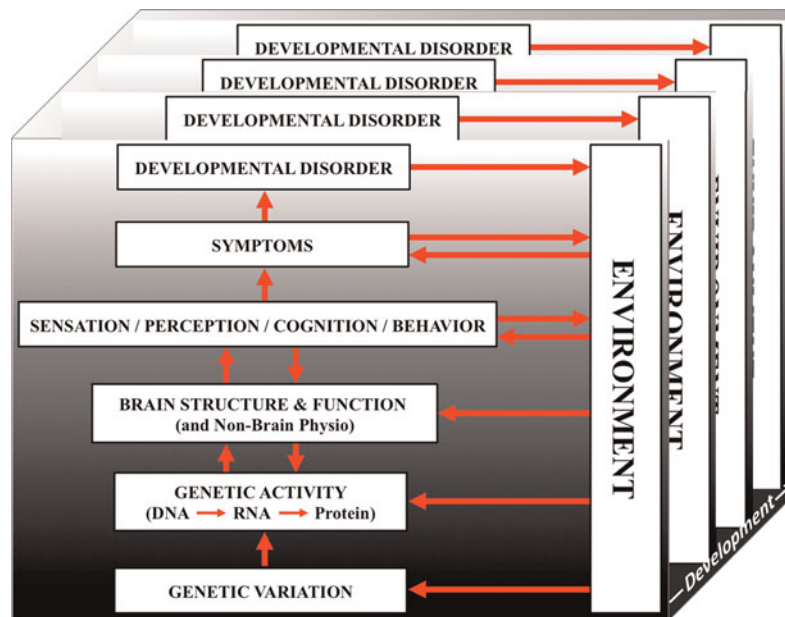 DEVELOPMENTAL DISORDER
DEVELOPMENTAL DISORDER
DEVELOPMENTAL DISORDER
DEVELOPMENTAL DISORDER
SYMPTOMS
SENSATION / PERCEPTION / COGNITION / BEHAVIOR
BRAIN STRUCTURE & FUNCTION
(and Non-Brain Physio)
GENETIC ACTIVITY
(DNA → RNA → Protein)
GENETIC VARIATION
ENVIRONMENT
ENVIRONMENT
— Development —